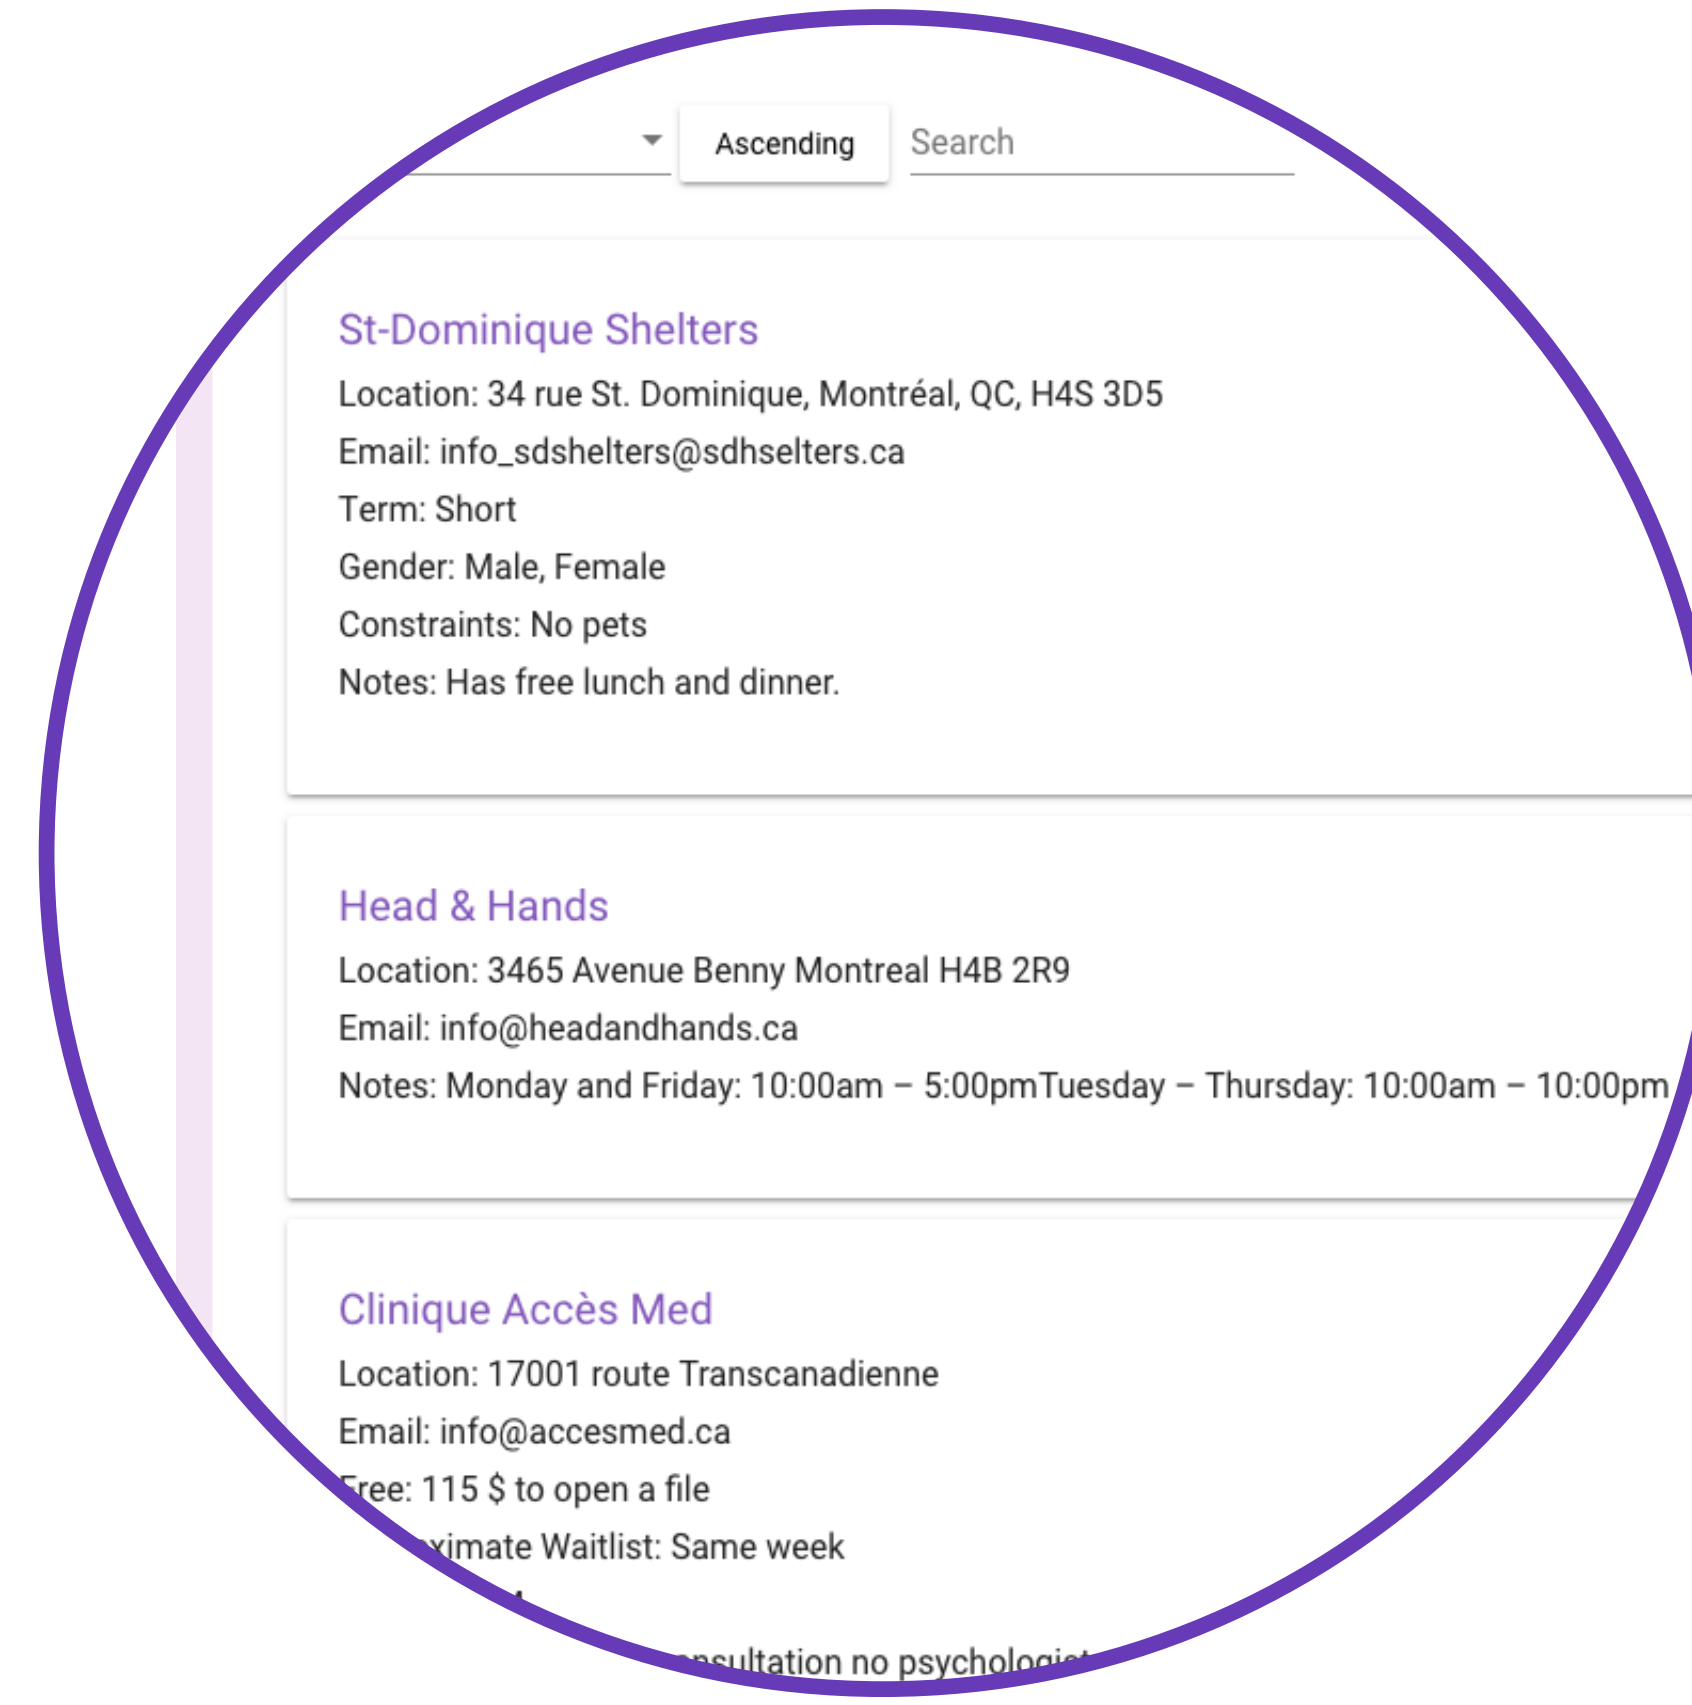 Ascending Search
St-Dominique Shelters
Location: 34 rue St. Dominique, Montréal, QC, H4S 3D5
Email: info_sdshelters@sdhselters.ca
Term: Short
Gender: Male, Female
Constraints: No pets
Notes: Has free lunch and dinner.
Head & Hands
Location: 3465 Avenue Benny Montreal H4B 2R9
Email: info@headandhands.ca
Notes: Monday and Friday: 10:00am – 5:00pmTuesday – Thursday: 10:00am – 10:00pm
Clinique Accès Med
Location: 17001 route Transcanadienne
Email: info@accesmed.ca
Free: 115 $ to open a file
Waitlist: Same week
no psychologist